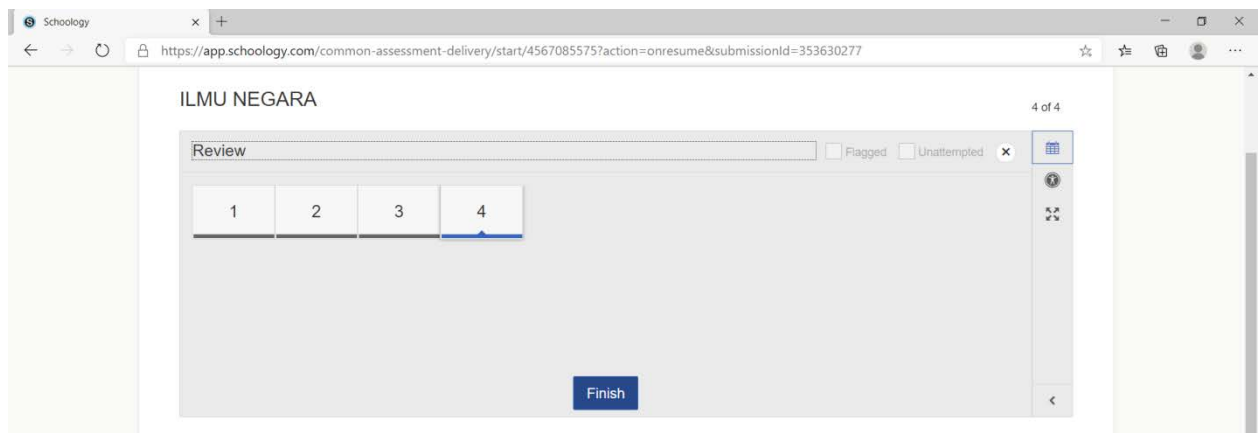 Schoology
https://app.schoology.com/common-assessment-delivery/start/4567085575?action=onresume&submissionId=353630277
ILMU NEGARA
4 of 4
Review
Flagged
Unattempted
1 2 3 4
Finish